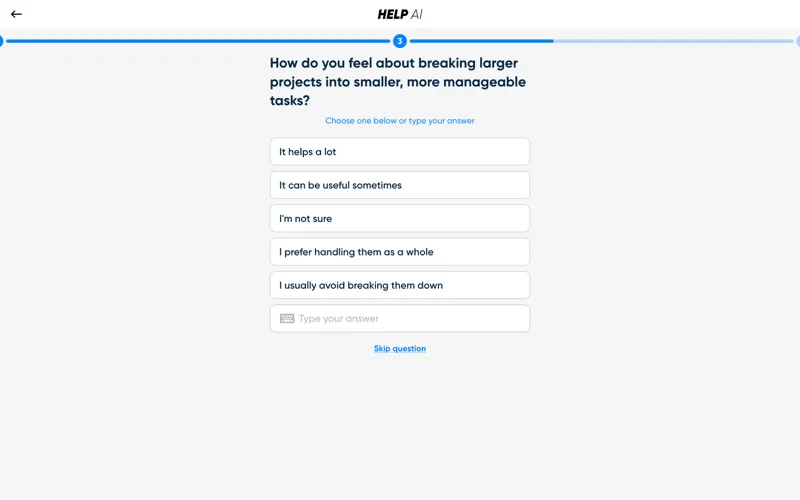 HELP AI
3
How do you feel about breaking larger
projects into smaller, more manageable
tasks?
Choose one below or type your answer
It helps a lot
It can be useful sometimes
I'm not sure
I prefer handling them as a whole
I usually avoid breaking them down
Type your answer
Skip question